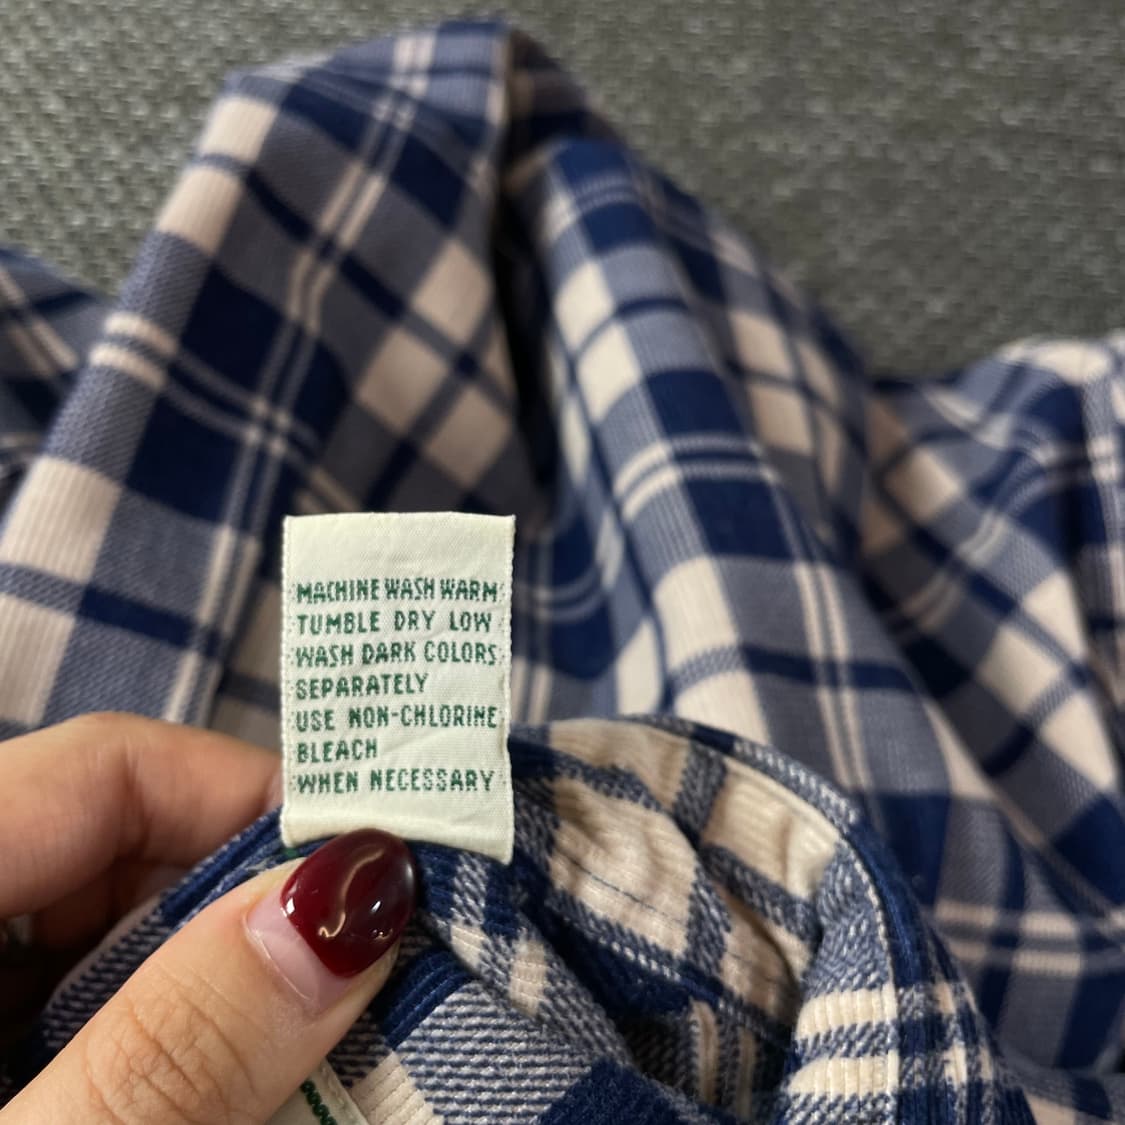 MACHINE WASH WARM
TUMBLE DRY LOW
WASH DARK COLORS
SEPARATELY
USE NON-CHLORINE
BLEACH
WHEN NECESSARY